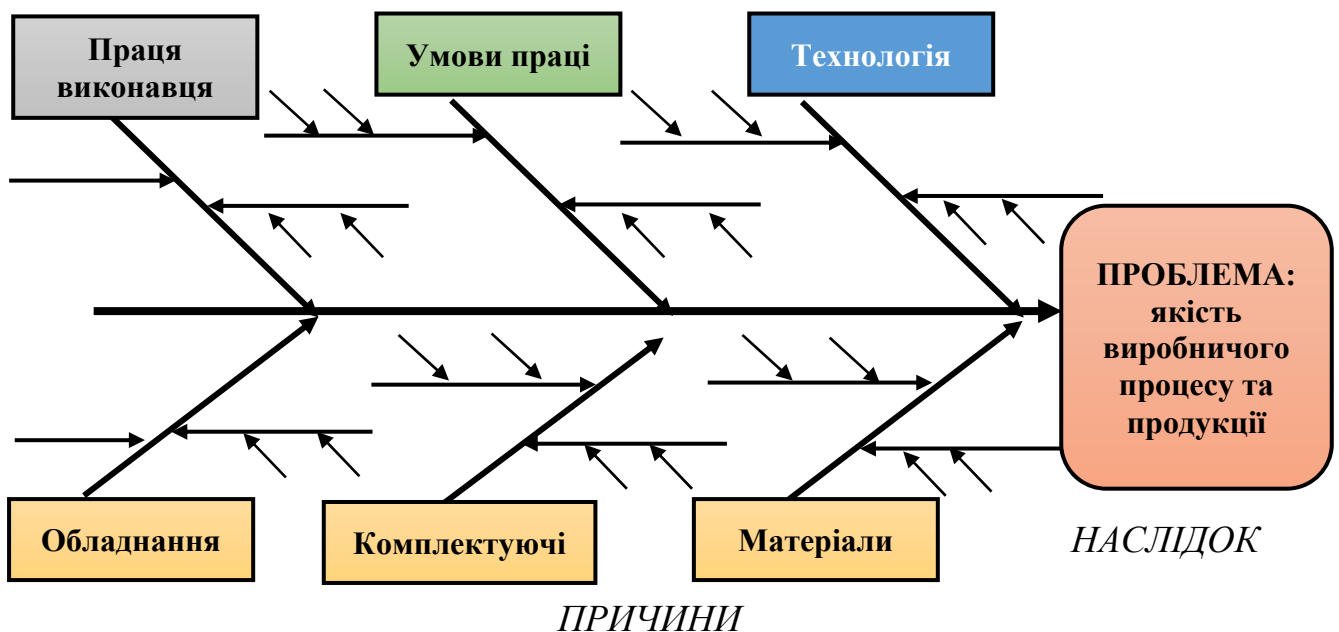 Праця
виконавця
Умови праці
Технологія
ПРОБЛЕМА:
якість
виробничого
процесу та
продукції
Обладнання
Комплектуючі
Матеріали
НАСЛІДОК
ПРИЧИНИ